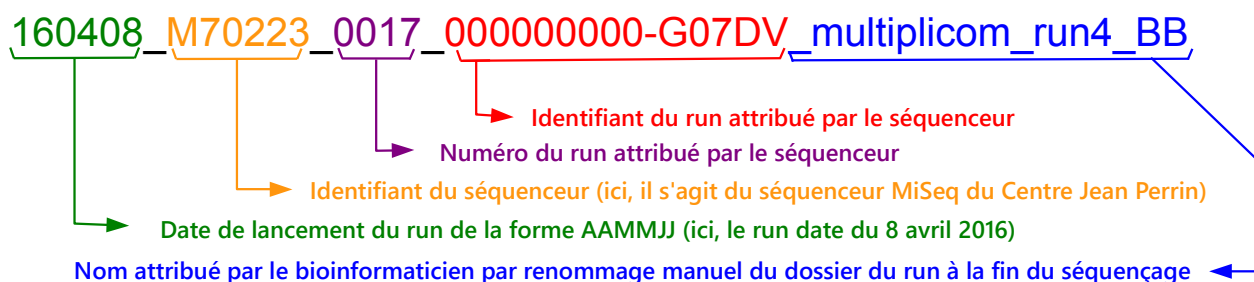 160408_M70223_0017_000000000-G07DV_multiplicom_run4_BB
Identifiant du run attribué par le séquenceur
Numéro du run attribué par le séquenceur
Identifiant du séquenceur (ici, il s'agit du séquenceur MiSeq du Centre Jean Perrin)
Date de lancement du run de la forme AAMMJJ (ici, le run date du 8 avril 2016)
Nom attribué par le bioinformaticien par renommage manuel du dossier du run à la fin du séquençage